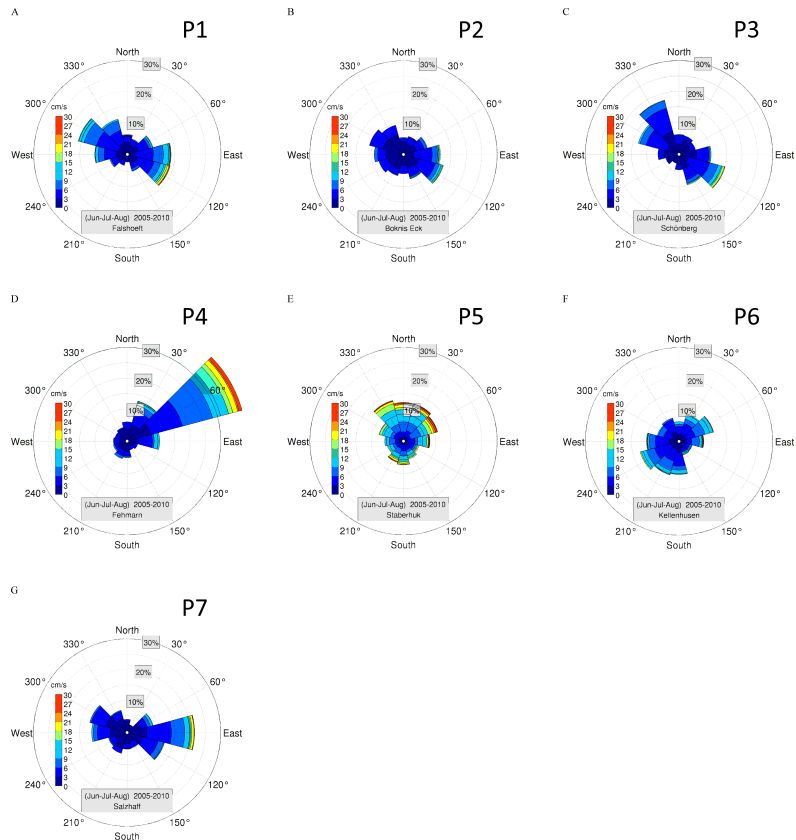 A
P1
North
330°
30%
30°
20%
300°
60°
cm/s
10%
30
27
24
21
18
15
12
9
6
3
0
West
East
240°
120°
(Jun-Jul-Aug) 2005-2010
Falshoeft
210°
150°
South
B
P2
North
330°
30%
30°
20%
300°
60°
cm/s
10%
30
27
24
21
18
15
12
9
6
3
0
West
East
240°
120°
(Jun-Jul-Aug) 2005-2010
Boknis Eck
210°
150°
South
C
P3
North
330°
30%
30°
20%
300°
60°
cm/s
10%
30
27
24
21
18
15
12
9
6
3
0
West
East
240°
120°
(Jun-Jul-Aug) 2005-2010
Schönberg
210°
150°
South
D
P4
North
330°
30%
30°
20%
300°
60°
cm/s
10%
30
27
24
21
18
15
12
9
6
3
0
West
East
240°
120°
(Jun-Jul-Aug) 2005-2010
Fehmarn
210°
150°
South
E
P5
North
330°
30%
30°
20%
300°
60°
cm/s
10%
30
27
24
21
18
15
12
9
6
3
0
West
East
240°
120°
(Jun-Jul-Aug) 2005-2010
Staberhuk
210°
150°
South
F
P6
North
330°
30%
30°
20%
300°
60°
cm/s
10%
30
27
24
21
18
15
12
9
6
3
0
West
East
240°
120°
(Jun-Jul-Aug) 2005-2010
Kellenhusen
210°
150°
South
G
P7
North
330°
30%
30°
20%
300°
60°
cm/s
10%
30
27
24
21
18
15
12
9
6
3
0
West
East
240°
120°
(Jun-Jul-Aug) 2005-2010
Salzhaff
210°
150°
South